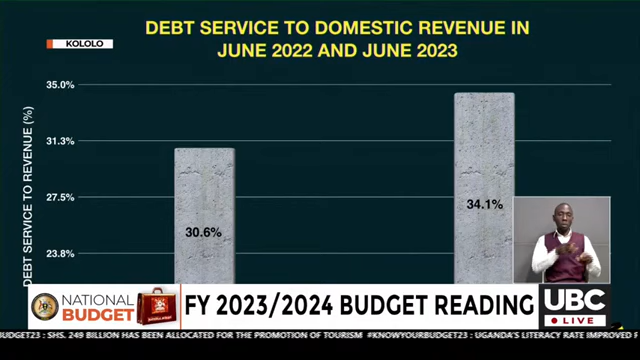 DEBT SERVICE TO DOMESTIC REVENUE IN
JUNE 2022 AND JUNE 2023
KOLOLO
DEBT SERVICE TO REVENUE (%)
35.0%
31.3%
27.5%
23.8%
30.6%
34.1%
NATIONAL
BUDGET
FY 2023/2024 BUDGET READING
UBC
LIVE
BUDGET23 : SHS. 249 BILLION HAS BEEN ALLOCATED FOR THE PROMOTION OF TOURISM #KNOWYOURBUDGET23 : UGANDA'S LITERACY RATE IMPROVED F